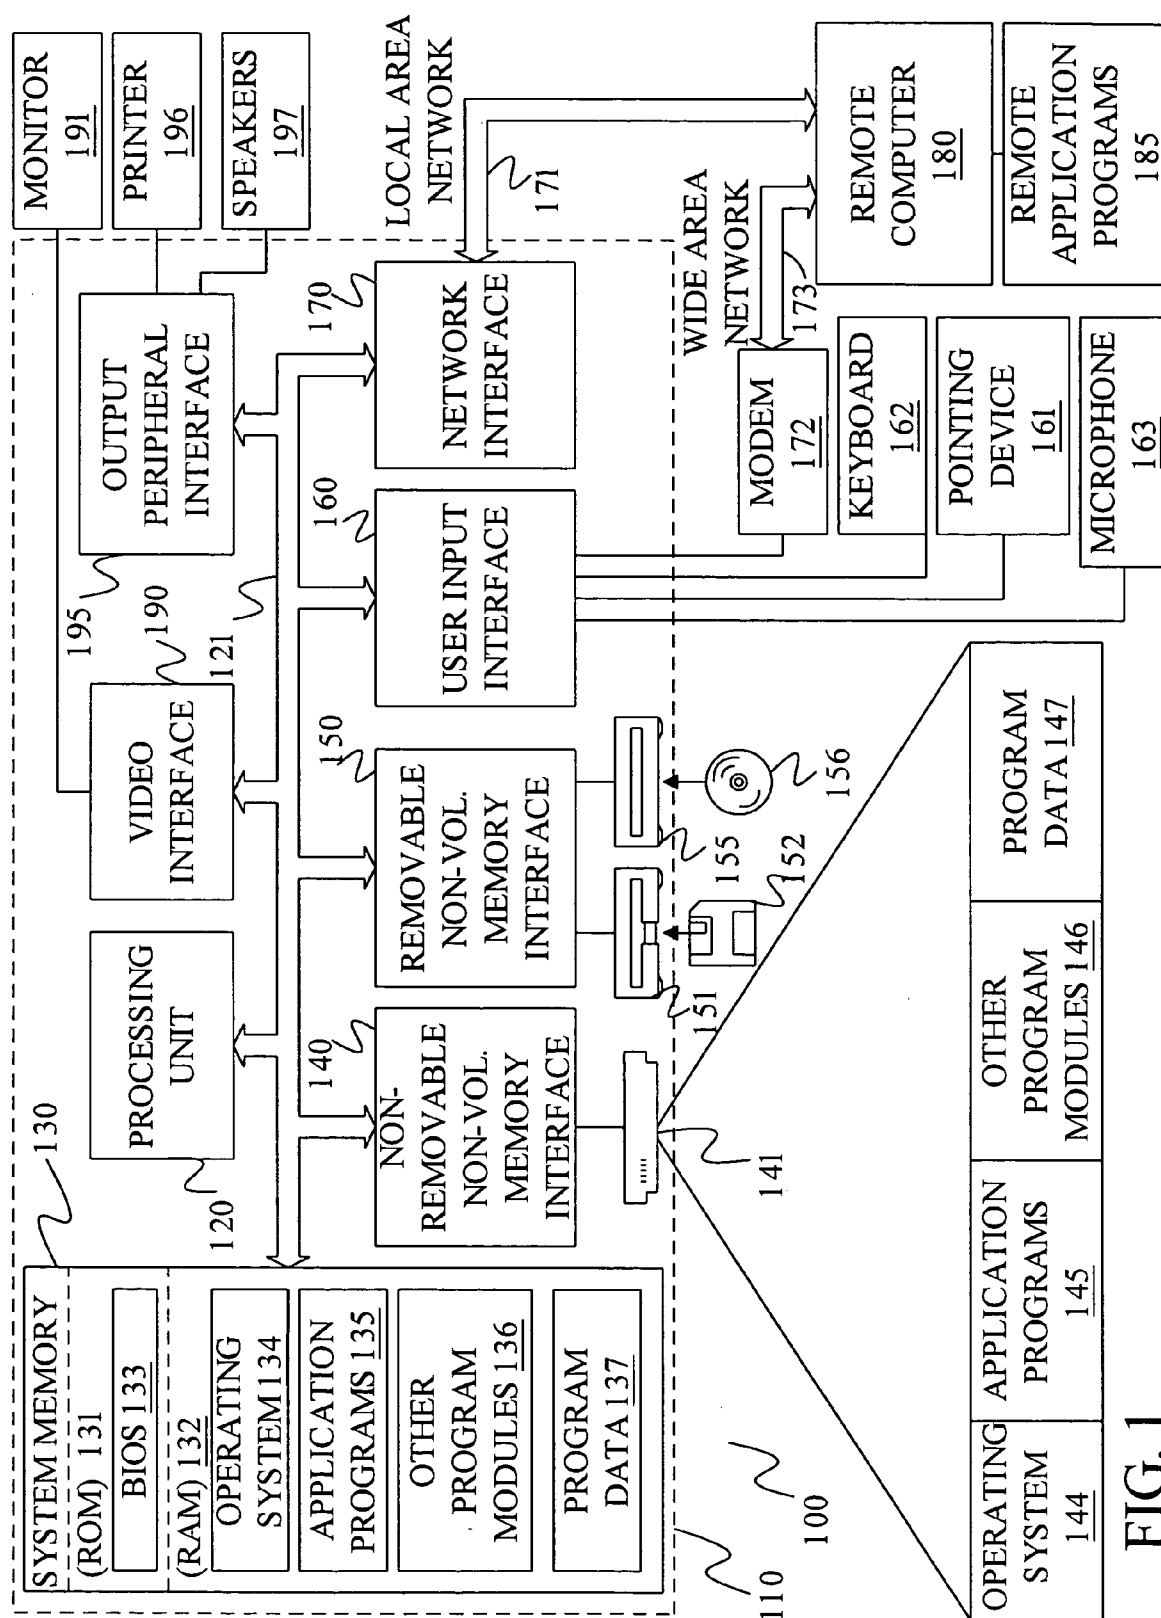 SYSTEM MEMORY
(ROM) 131
BIOS 133
(RAM) 132
OPERATING
SYSTEM 134
APPLICATION
PROGRAMS 135
OTHER
PROGRAM
MODULES 136
PROGRAM
DATA 137
130
PROCESSING
UNIT
120
VIDEO
INTERFACE
190
121
OUTPUT
PERIPHERAL
INTERFACE
195
MONITOR
191
PRINTER
196
SPEAKERS
197
NON-
REMOVABLE
NON-VOL.
MEMORY
INTERFACE
140
REMOVABLE
NON-VOL.
MEMORY
INTERFACE
150
USER INPUT
INTERFACE
160
NETWORK
INTERFACE
170
LOCAL AREA
NETWORK
171
141
151
152
155
156
WIDE AREA
NETWORK
173
MODEM
172
KEYBOARD
162
POINTING
DEVICE
161
MICROPHONE
163
REMOTE
COMPUTER
180
REMOTE
APPLICATION
PROGRAMS
185
110
100
OPERATING
SYSTEM
144
APPLICATION
PROGRAMS
145
OTHER
PROGRAM
MODULES 146
PROGRAM
DATA 147
FIG. 1